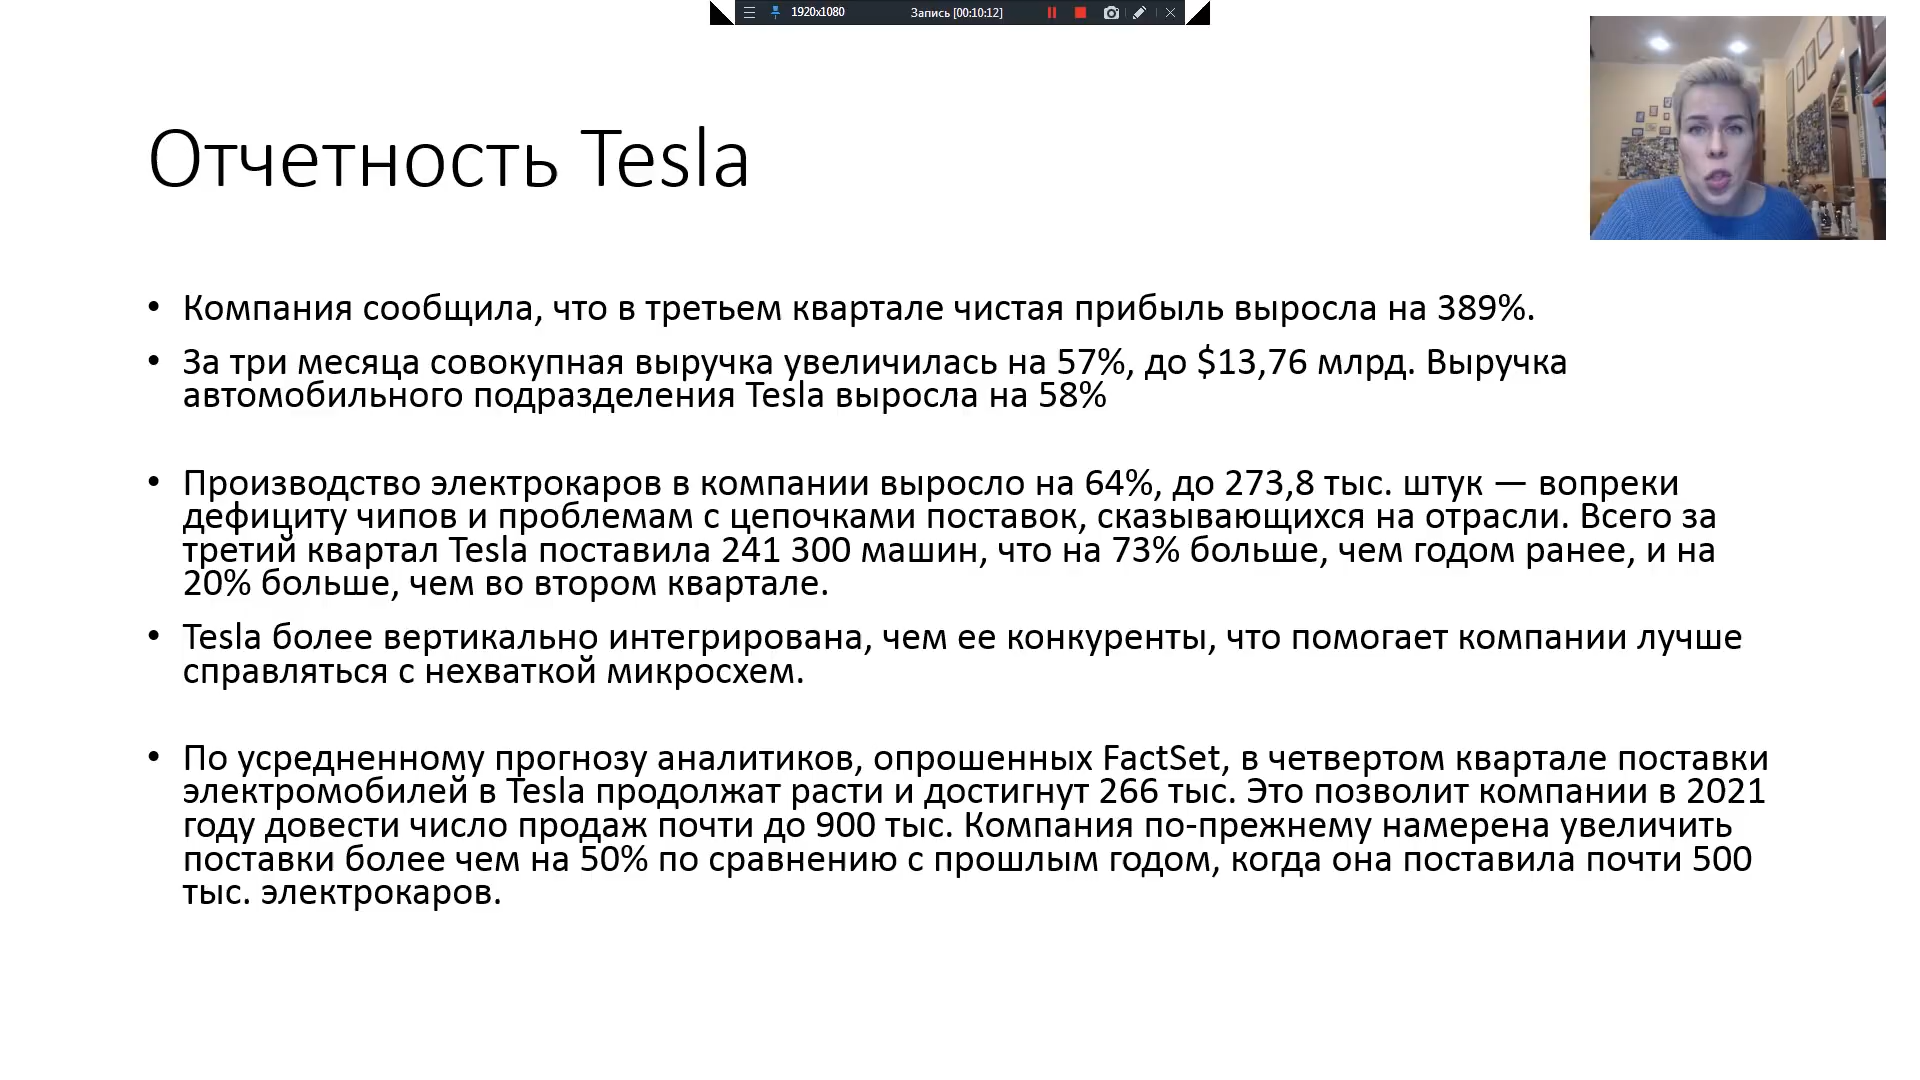 1920x1080 Запись [00:10:12]
Отчетность Tesla
• Компания сообщила, что в третьем квартале чистая прибыль выросла на 389%.
• За три месяца совокупная выручка увеличилась на 57%, до $13,76 млрд. Выручка
автомобильного подразделения Tesla выросла на 58%
• Производство электрокаров в компании выросло на 64%, до 273,8 тыс. штук — вопреки
дефициту чипов и проблемам с цепочками поставок, сказывающихся на отрасли. Всего за
третий квартал Tesla поставила 241 300 машин, что на 73% больше, чем годом ранее, и на
20% больше, чем во втором квартале.
• Tesla более вертикально интегрирована, чем ее конкуренты, что помогает компании лучше
справляться с нехваткой микросхем.
• По усредненному прогнозу аналитиков, опрошенных FactSet, в четвертом квартале поставки
электромобилей в Tesla продолжат расти и достигнут 266 тыс. Это позволит компании в 2021
году довести число продаж почти до 900 тыс. Компания по-прежнему намерена увеличить
поставки более чем на 50% по сравнению с прошлым годом, когда она поставила почти 500
тыс. электрокаров.